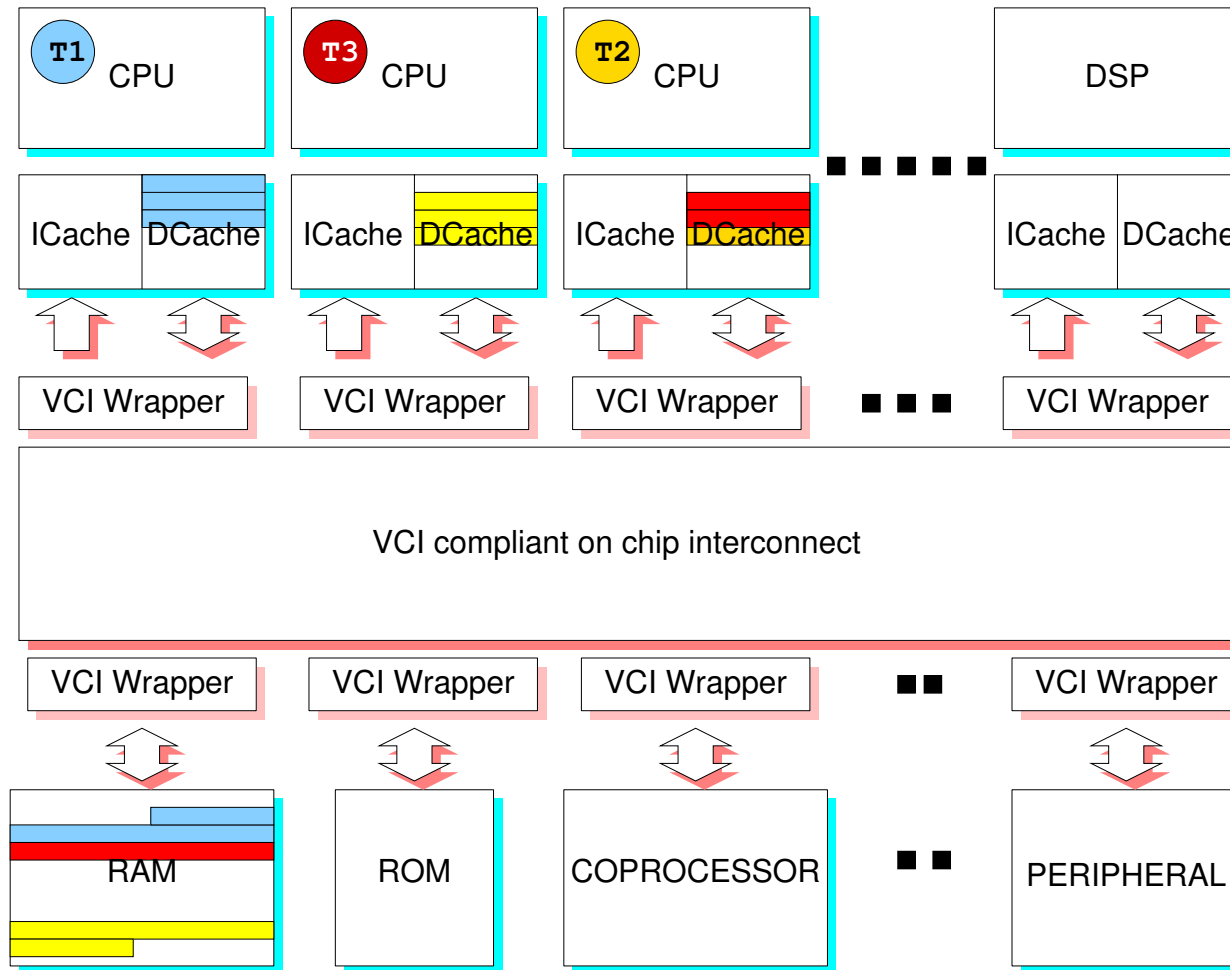 T1 CPU
T3 CPU
T2 CPU
DSP
ICache DCache
ICache DCache
ICache DCache
ICache DCache
VCI Wrapper
VCI Wrapper
VCI Wrapper
VCI Wrapper
VCI compliant on chip interconnect
VCI Wrapper
VCI Wrapper
VCI Wrapper
VCI Wrapper
RAM
ROM
COPROCESSOR
PERIPHERAL